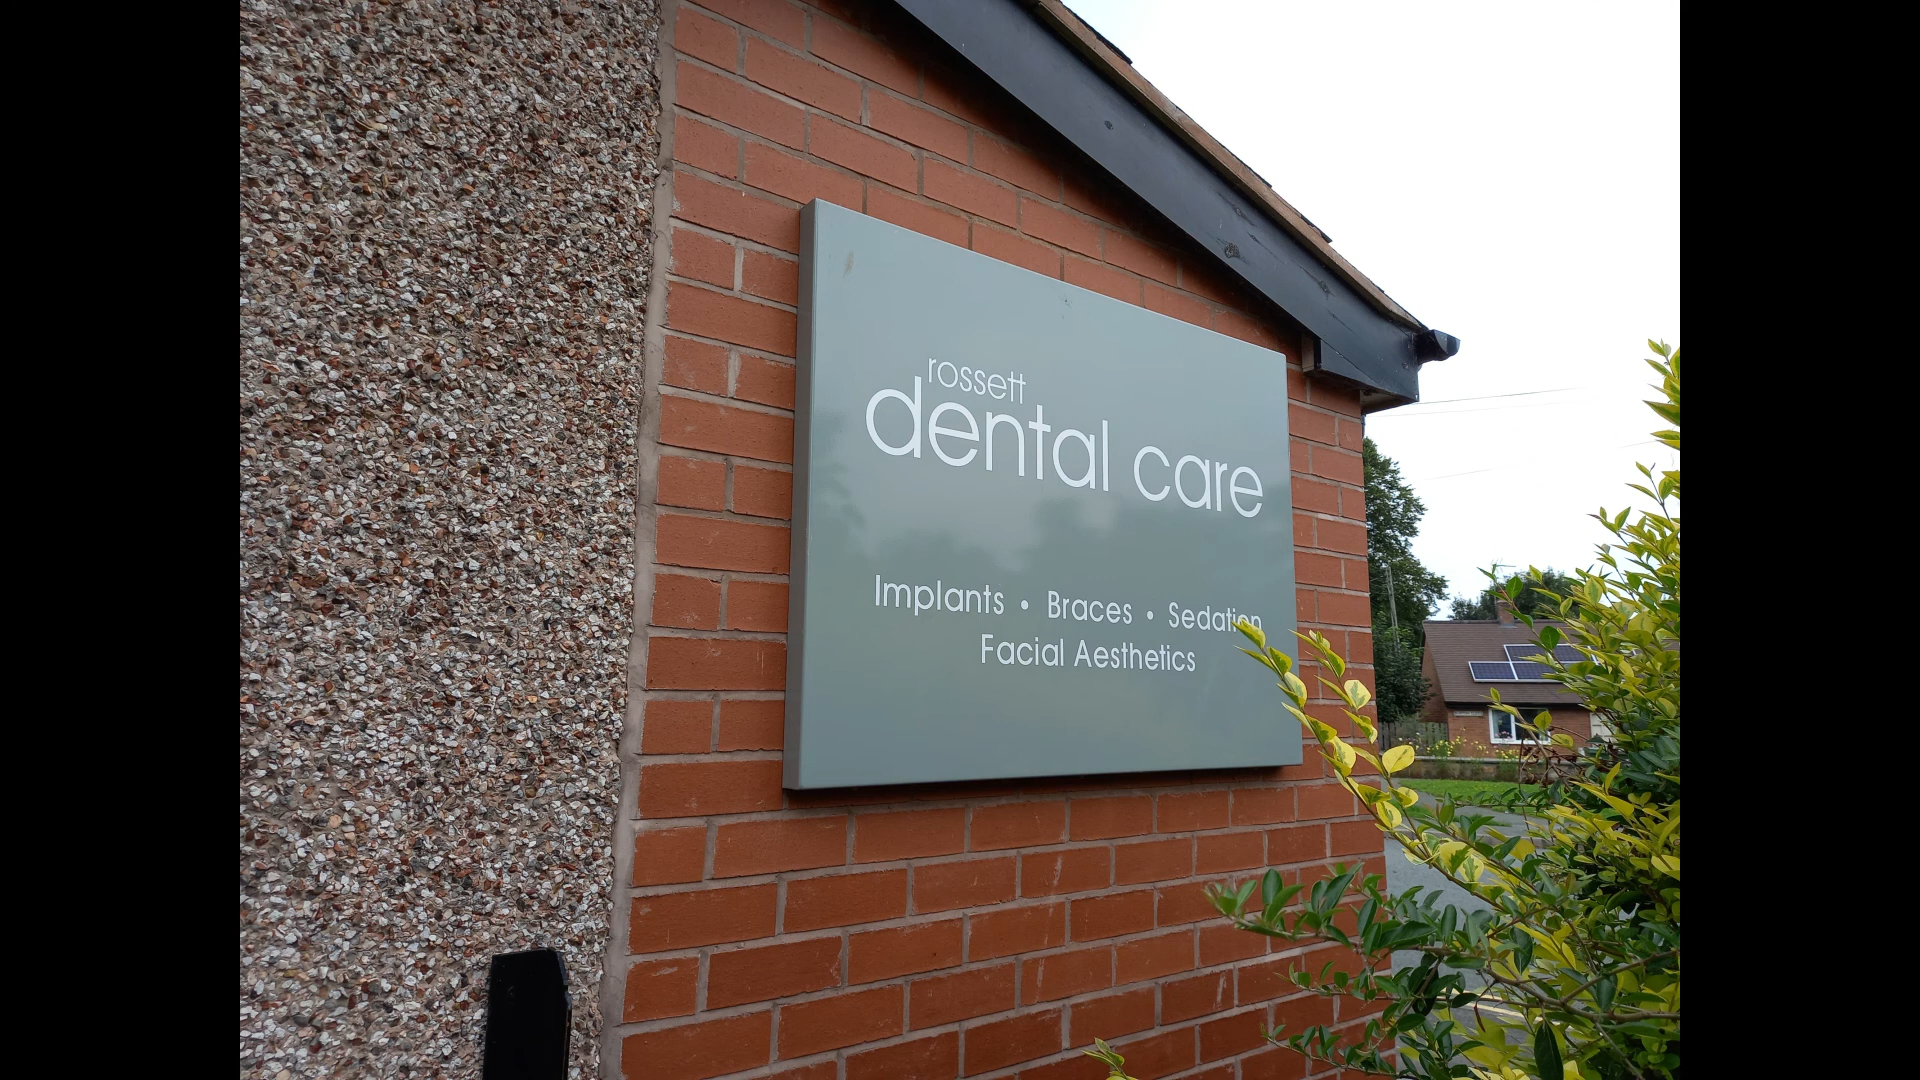 rossett
dental care
Implants • Braces • Sedation
Facial Aesthetics